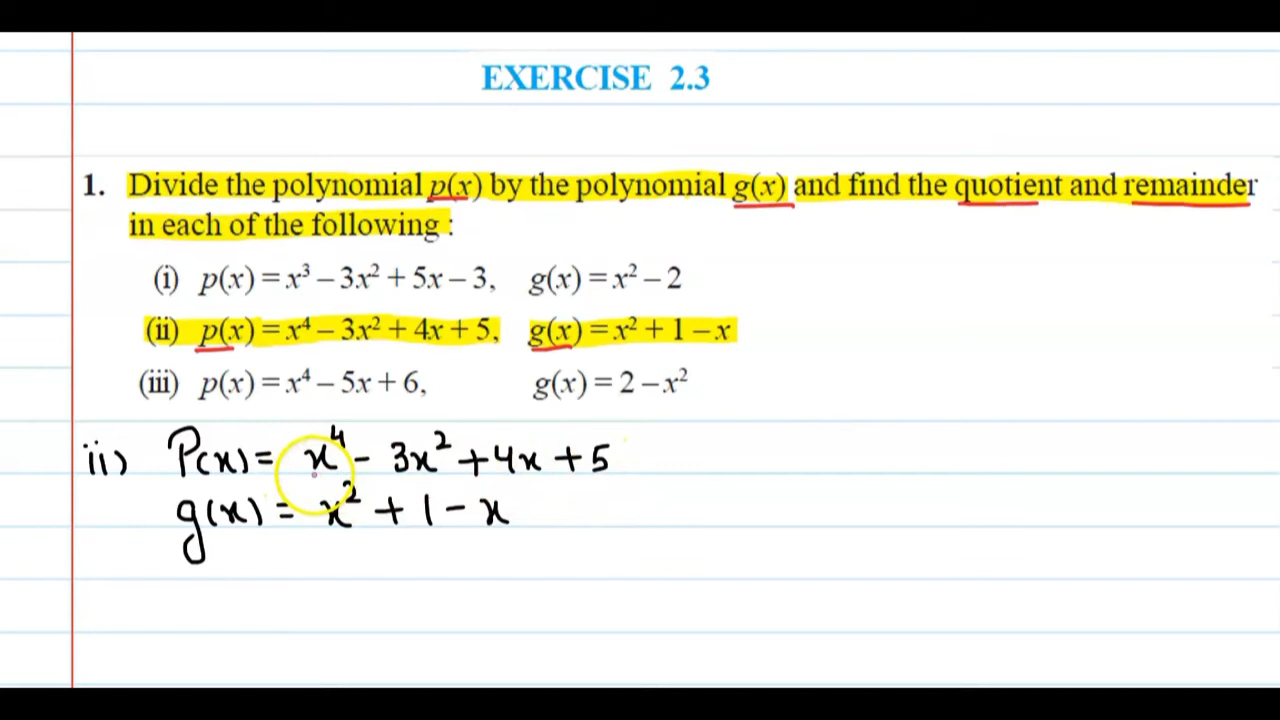 EXERCISE 2.3
1. Divide the polynomial p(x) by the polynomial g(x) and find the quotient and remainder
in each of the following :
(i) p(x) = x³ – 3x² + 5x – 3, g(x) = x² – 2
(ii) p(x) = x⁴ – 3x² + 4x + 5, g(x) = x² + 1 – x
(iii) p(x) = x⁴ – 5x + 6, g(x) = 2 – x²
ii) P(x) = x⁴ - 3x² + 4x + 5
g(x) = x² + 1 - x